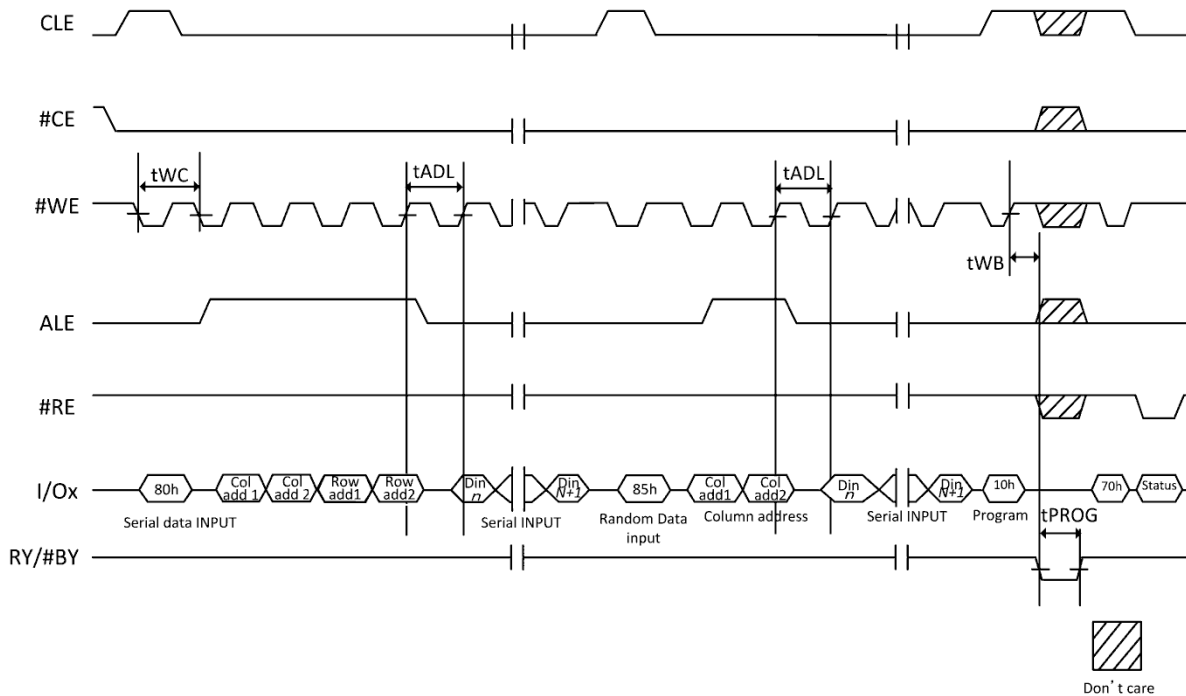 CLE
#CE
tWC
tADL
tADL
#WE
tWB
ALE
#RE
I/Ox
80h
Col
add 1
Col
add 2
Row
add1
Row
add2
Din
n
Din
N+1
85h
Col
add1
Col
add2
Din
n
Din
N+1
10h
70h
Status
Serial data INPUT
Serial INPUT
Random Data
input
Column address
Serial INPUT
Program
tPROG
RY/#BY
Don't care